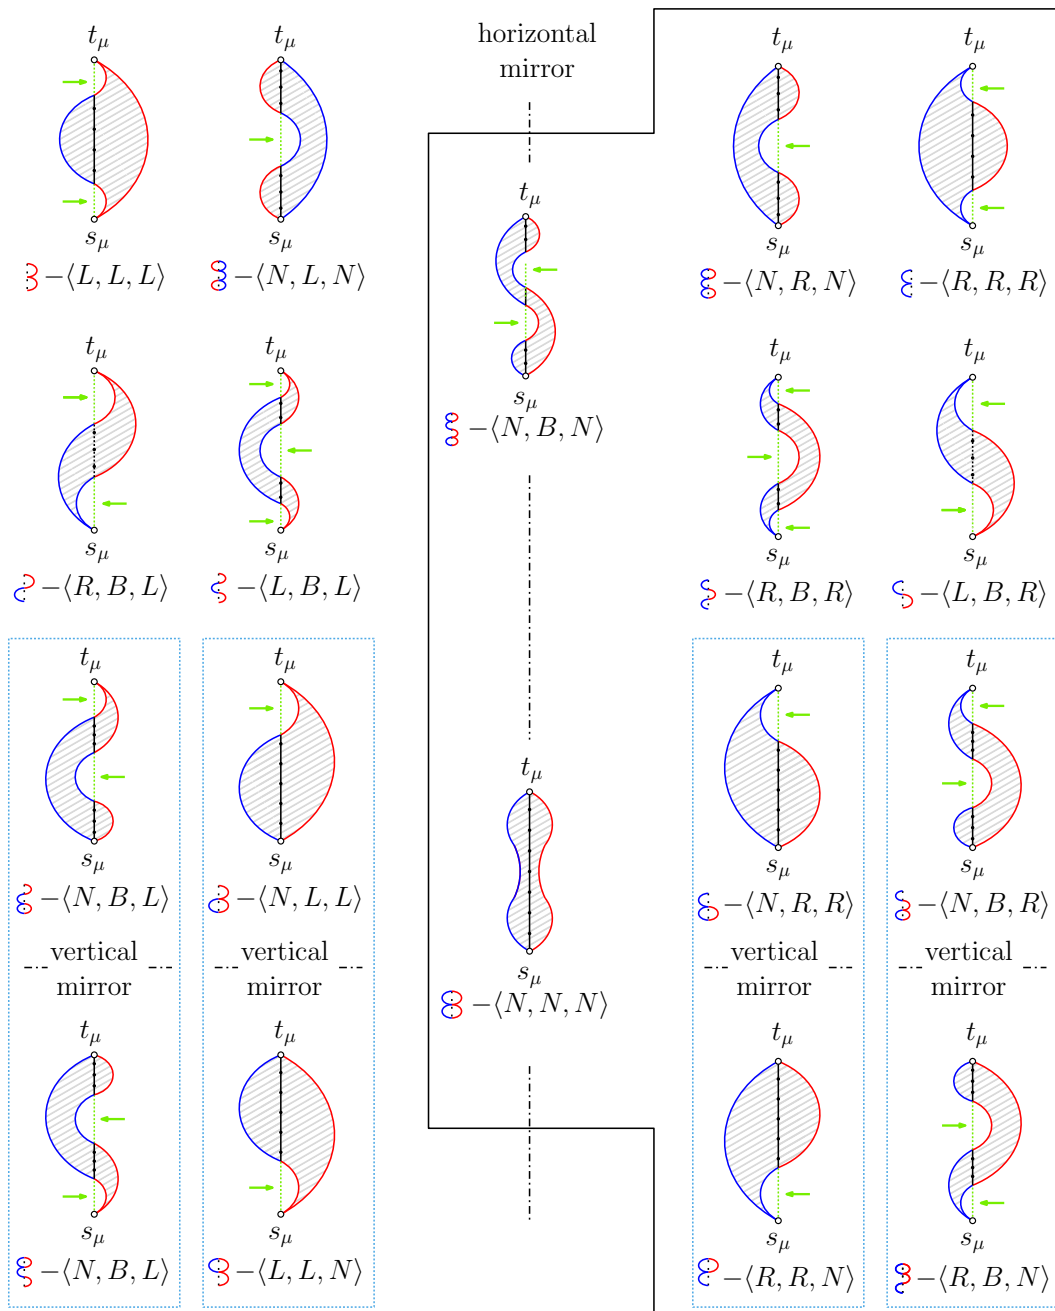 t_μ
t_μ
horizontal
mirror
t_μ
t_μ
s_μ
s_μ
t_μ
s_μ
s_μ
−⟨L, L, L⟩
−⟨N, L, N⟩
−⟨N, R, N⟩
−⟨R, R, R⟩
t_μ
t_μ
t_μ
t_μ
s_μ
−⟨N, B, N⟩
s_μ
s_μ
s_μ
s_μ
−⟨R, B, L⟩
−⟨L, B, L⟩
−⟨R, B, R⟩
−⟨L, B, R⟩
t_μ
t_μ
t_μ
t_μ
t_μ
s_μ
s_μ
s_μ
s_μ
−⟨N, B, L⟩
−⟨N, L, L⟩
−⟨N, R, R⟩
−⟨N, B, R⟩
vertical
mirror
vertical
mirror
s_μ
−⟨N, N, N⟩
vertical
mirror
vertical
mirror
t_μ
t_μ
t_μ
t_μ
s_μ
s_μ
s_μ
s_μ
−⟨N, B, L⟩
−⟨L, L, N⟩
−⟨R, R, N⟩
−⟨R, B, N⟩